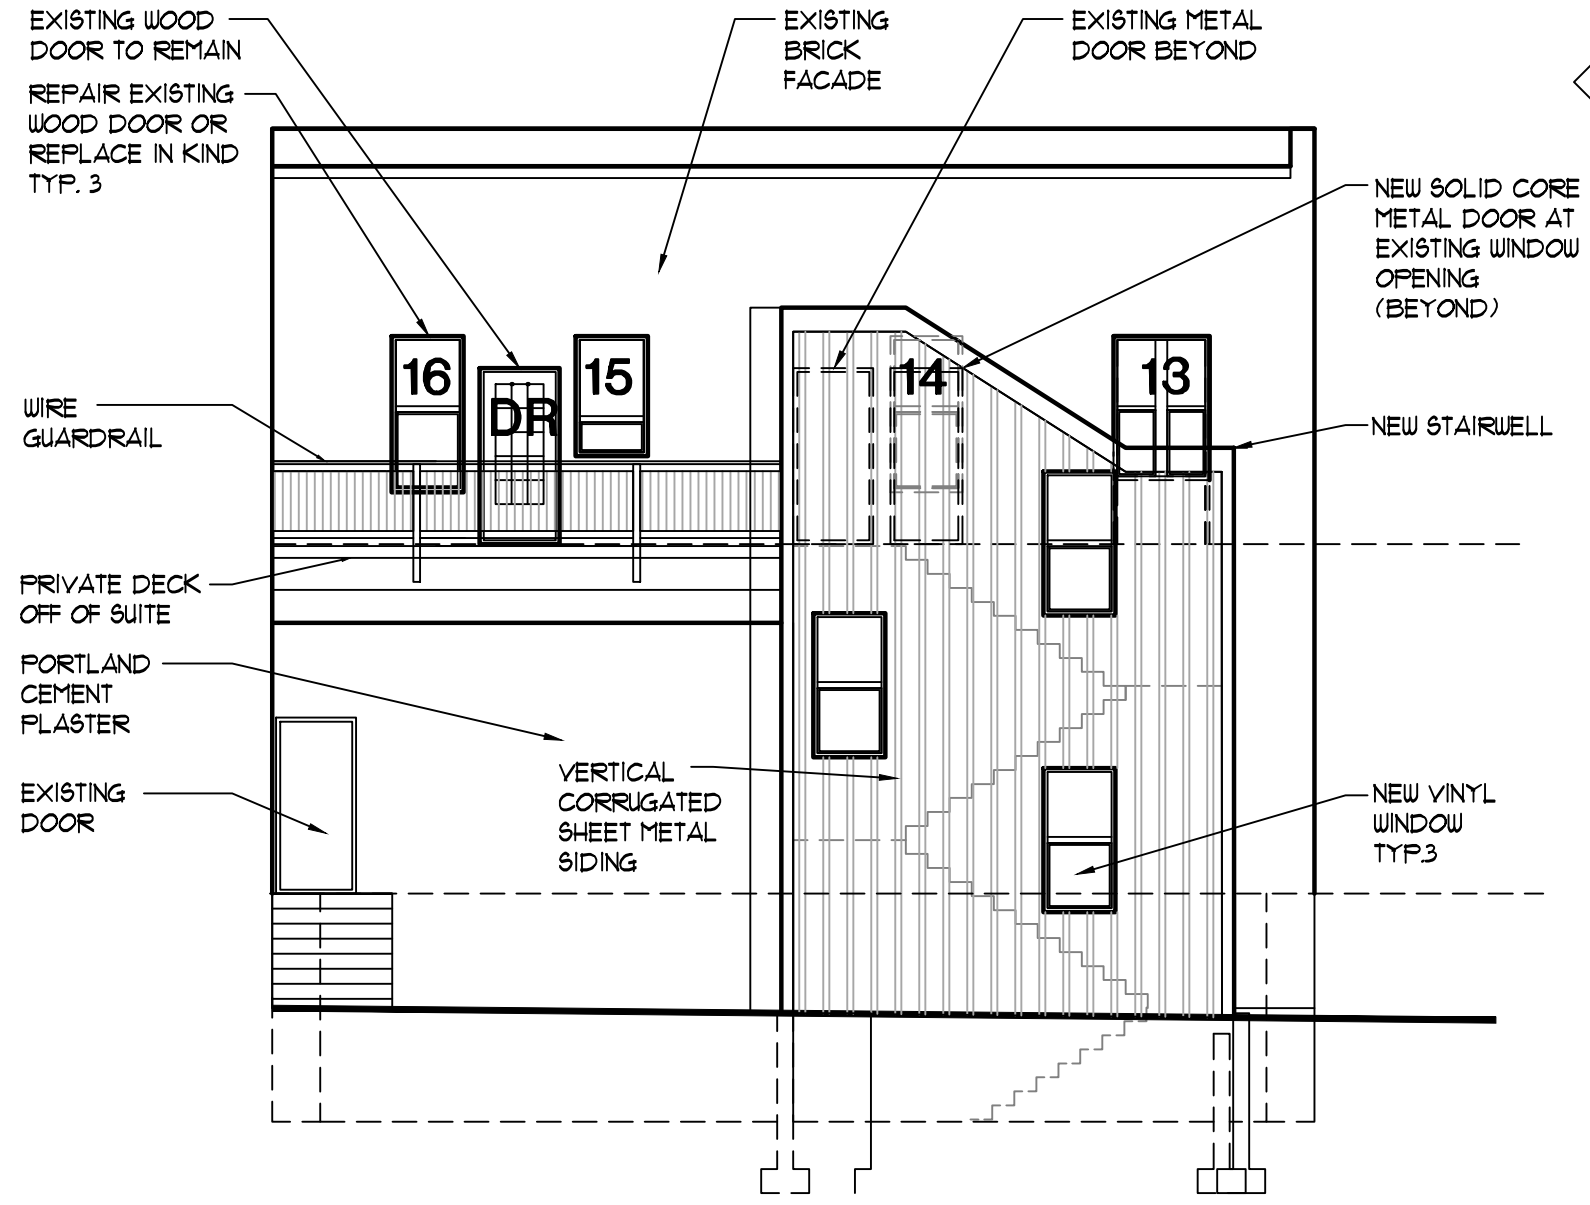 EXISTING WOOD
DOOR TO REMAIN
REPAIR EXISTING
WOOD DOOR OR
REPLACE IN KIND
TYP. 3
EXISTING
BRICK
FACADE
EXISTING METAL
DOOR BEYOND
NEW SOLID CORE
METAL DOOR AT
EXISTING WINDOW
OPENING
(BEYOND)
16
DR
15
14
13
WIRE
GUARDRAIL
NEW STAIRWELL
PRIVATE DECK
OFF OF SUITE
PORTLAND
CEMENT
PLASTER
VERTICAL
CORRUGATED
SHEET METAL
SIDING
EXISTING
DOOR
NEW VINYL
WINDOW
TYP.3